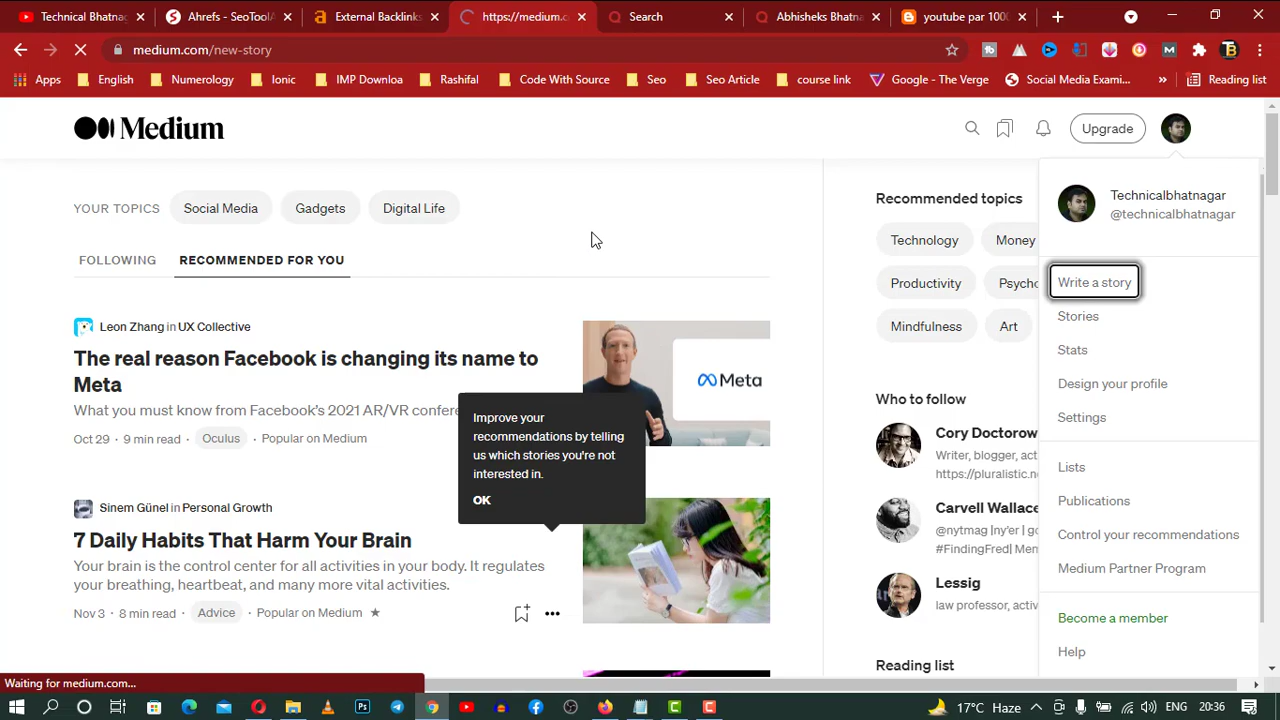 Technical Bhatnag
Ahrefs - SeoToolA
External Backlinks
https://medium.c
Search
Abhisheks Bhatn
youtube par 1000
medium.com/new-story
Apps
English
Numerology
Ionic
IMP Downloa
Rashifal
Code With Source
Seo
Seo Article
course link
Google - The Verge
Social Media Exami...
»
Reading list
Medium
Upgrade
YOUR TOPICS
Social Media
Gadgets
Digital Life
FOLLOWING
RECOMMENDED FOR YOU
Leon Zhang in UX Collective
The real reason Facebook is changing its name to
Meta
What you must know from Facebook's 2021 AR/VR confere
Oct 29 · 9 min read · Oculus · Popular on Medium
Meta
Improve your
recommendations by telling
us which stories you're not
interested in.
OK
Sinem Günel in Personal Growth
7 Daily Habits That Harm Your Brain
Your brain is the control center for all activities in your body. It regulates
your breathing, heartbeat, and many more vital activities.
Nov 3 · 8 min read · Advice · Popular on Medium
Recommended topics
Technology
Money
Productivity
Psycho
Mindfulness
Art
Who to follow
Cory Doctorow
Writer, blogger, ac
https://pluralistic.n
Carvell Wallace
@nytmag |ny'er | go
#FindingFred| Mem
Lessig
law professor, activ
Reading list
Technicalbhatnagar
@technicalbhatnagar
Write a story
Stories
Stats
Design your profile
Settings
Lists
Publications
Control your recommendations
Medium Partner Program
Become a member
Help
Waiting for medium.com...
17°C Haze
ENG
20:36